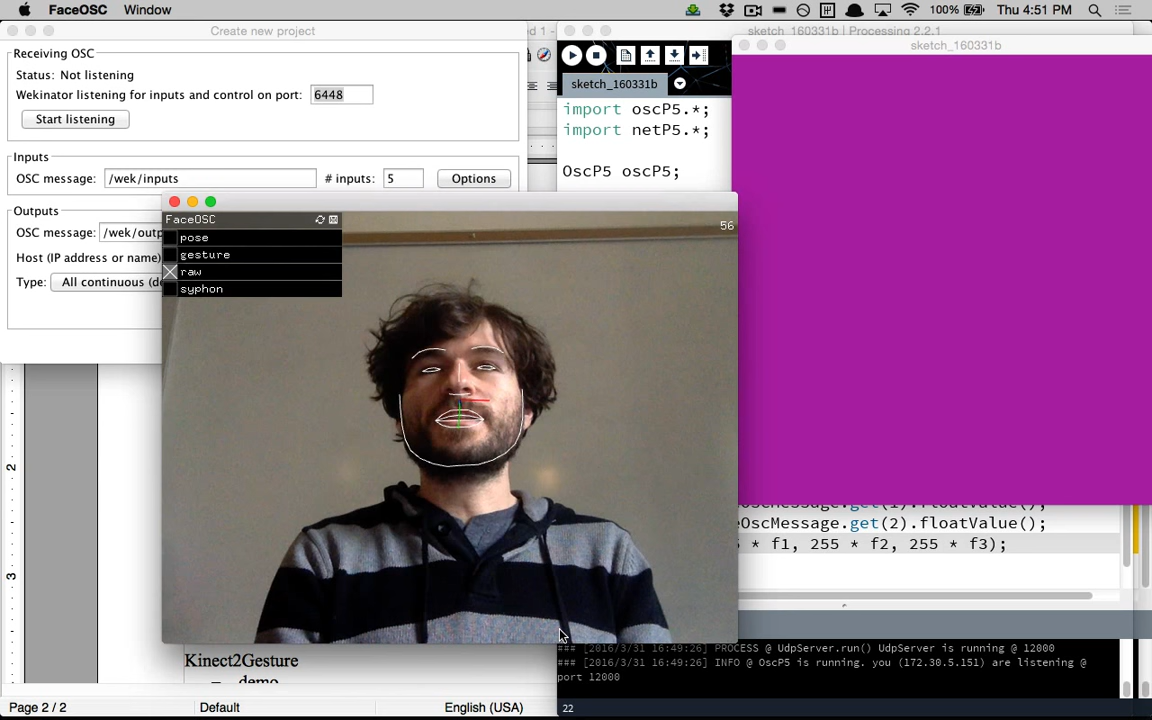 FaceOSC Window
100% Thu 4:51 PM
Create new project
Receiving OSC
Status: Not listening
Wekinator listening for inputs and control on port: 6448
Start listening
Inputs
OSC message: /wek/inputs # inputs: 5 Options
Outputs
OSC message: /wek/outp
Host (IP address or name)
Type: All continuous (de
FaceOSC
pose
gesture
raw
syphon
56
d 1 -
sketch_160331b | Processing 2.2.1
sketch_160331b
sketch_160331b
import oscP5.*;
import netP5.*;
OscP5 oscP5;
eOscMessage.get(1).floatValue();
eOscMessage.get(2).floatValue();
5 * f1, 255 * f2, 255 * f3);
### [2016/3/31 16:49:26] PROCESS @ UdpServer.run() UdpServer is running @ 12000
### [2016/3/31 16:49:26] INFO @ OscP5 is running. you (172.30.5.151) are listening @
port 12000
22
2
3
Kinect2Gesture
– demo
Page 2 / 2 Default English (USA)